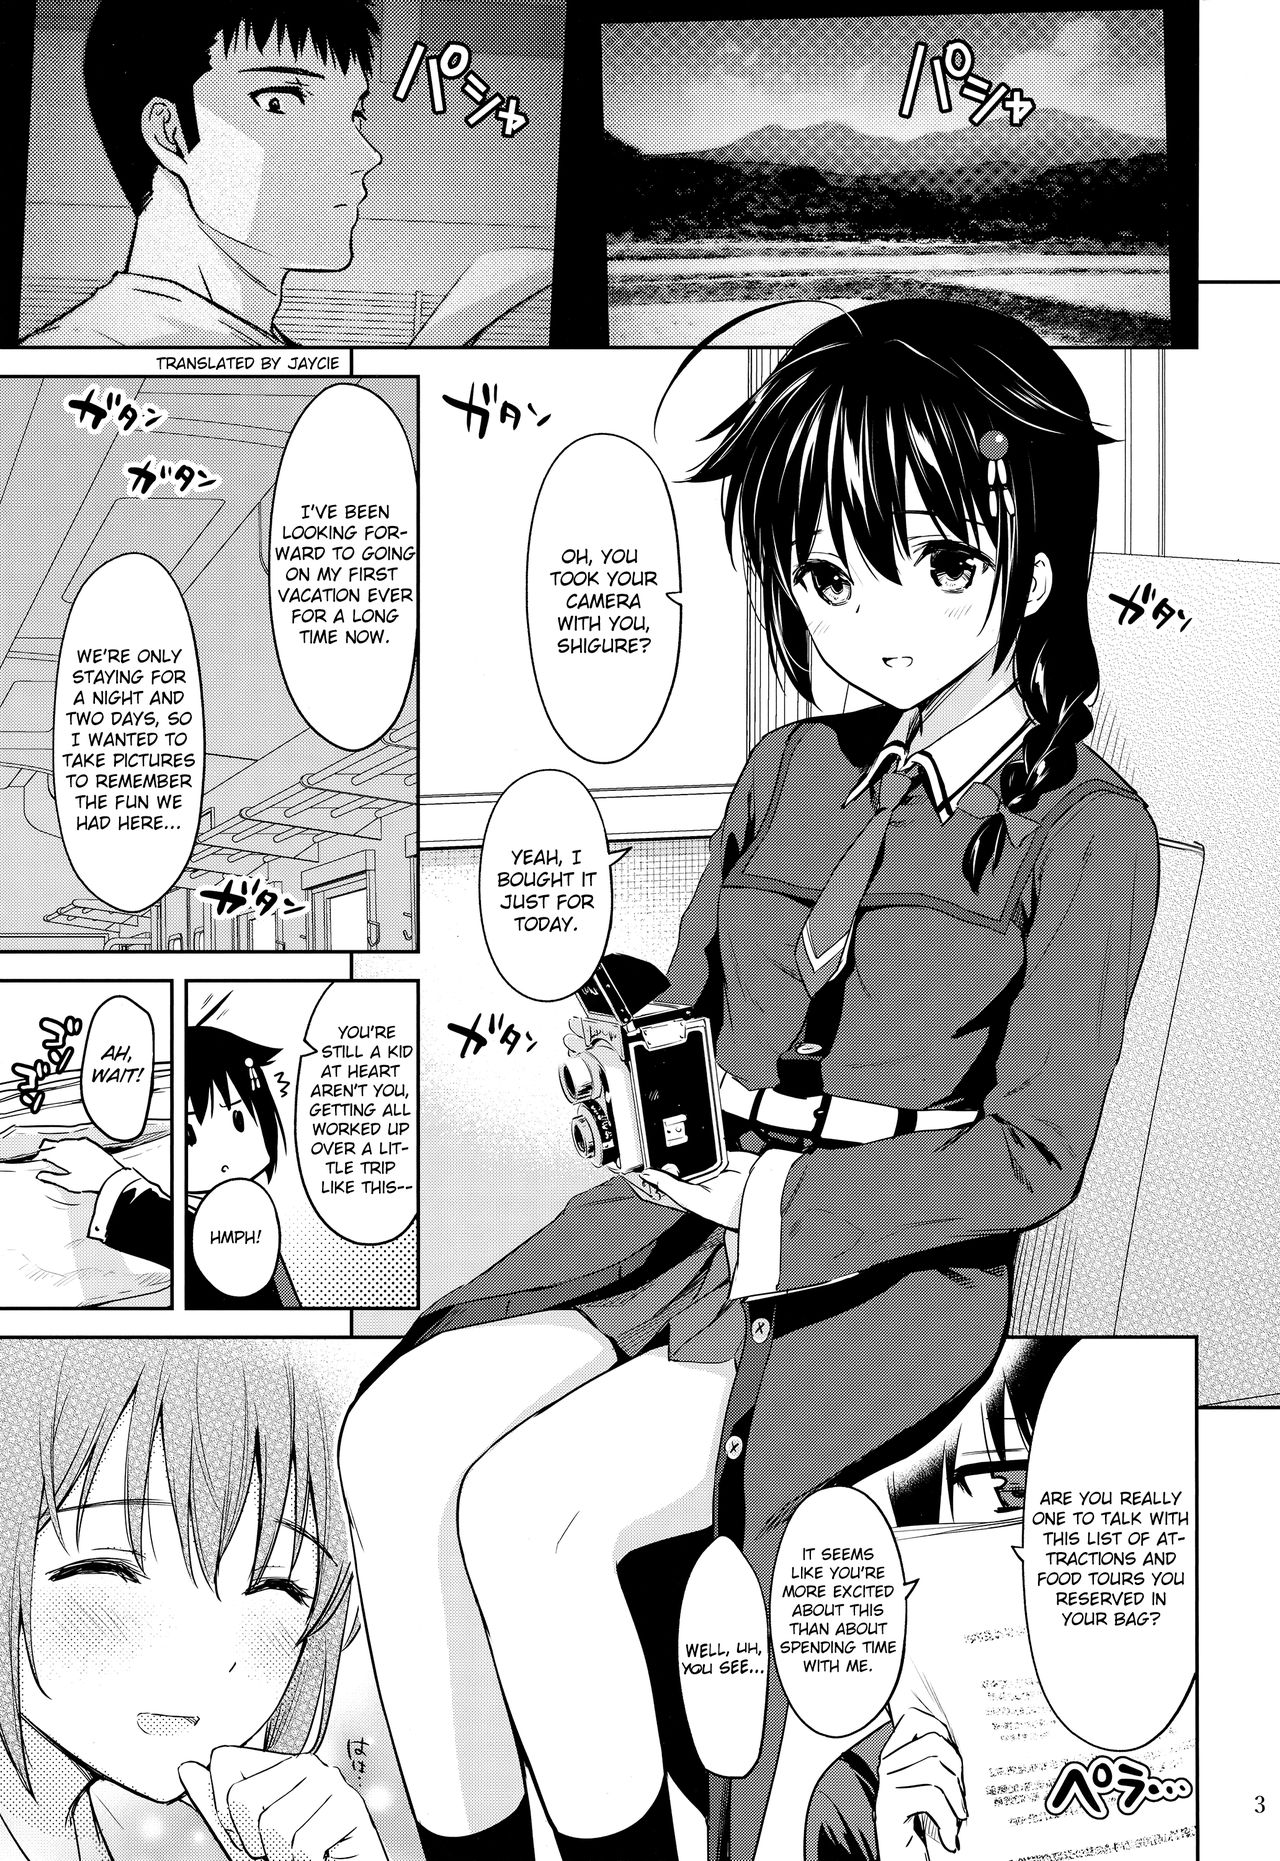 パシャ
パシャ
TRANSLATED BY JAYCIE
ガタン
OH, YOU
TOOK YOUR
CAMERA
WITH YOU,
SHIGURE?
ガタン
YEAH, I
BOUGHT IT
JUST FOR
TODAY.
ガタン
ガタン
ガタン
I'VE BEEN
LOOKING FOR-
WARD TO GOING
ON MY FIRST
VACATION EVER
FOR A LONG
TIME NOW.
WE'RE ONLY
STAYING FOR
A NIGHT AND
TWO DAYS, SO
I WANTED TO
TAKE PICTURES
TO REMEMBER
THE FUN WE
HAD HERE...
ガタン
YOU'RE
STILL A KID
AT HEART
AREN'T YOU,
GETTING ALL
WORKED UP
OVER A LIT-
TLE TRIP
LIKE THIS--
HMPH!
AH,
WAIT!
ARE YOU REALLY
ONE TO TALK WITH
THIS LIST OF AT-
TRACTIONS AND
FOOD TOURS YOU
RESERVED IN
YOUR BAG?
ペラ...
IT SEEMS
LIKE YOU'RE
MORE EXCITED
ABOUT THIS
THAN ABOUT
SPENDING TIME
WITH ME.
WELL, UH,
YOU SEE...
はは...
3